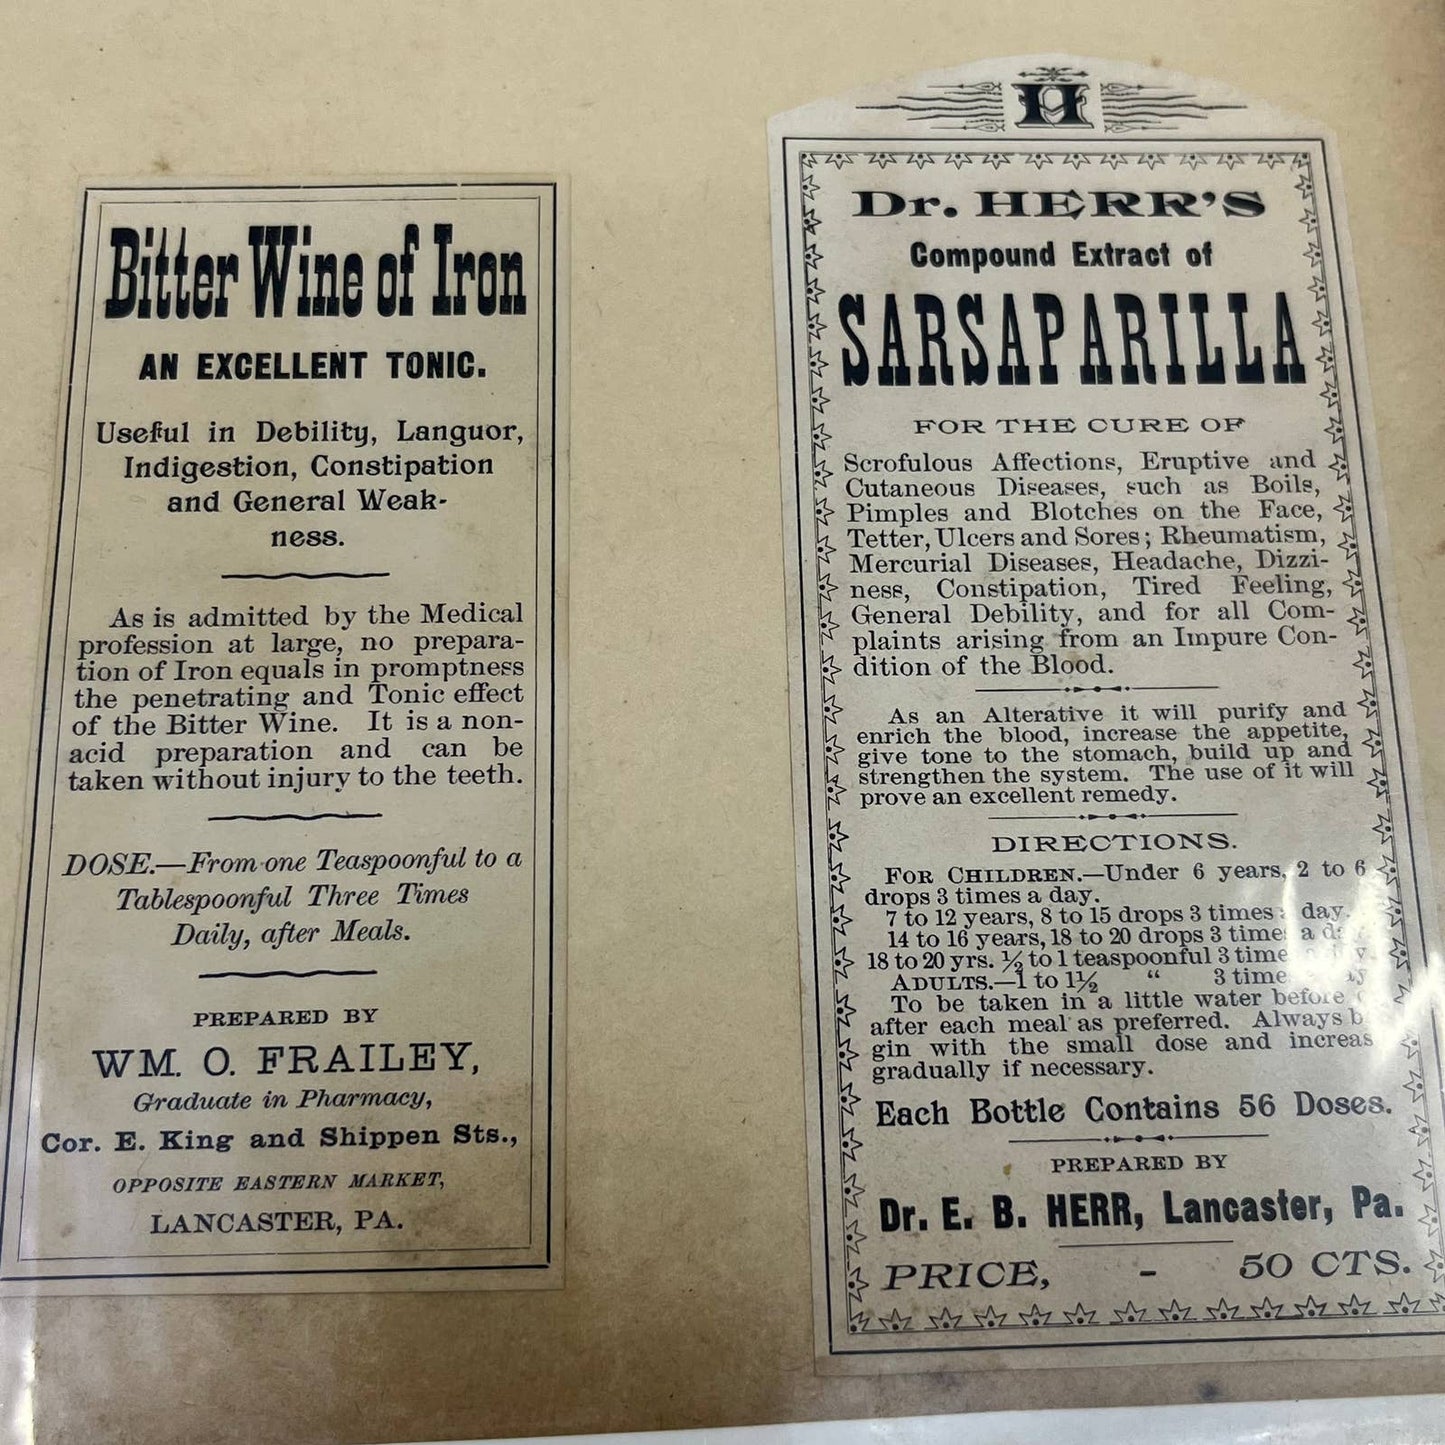 Bitter Wine of Iron
AN EXCELLENT TONIC.
Useful in Debility, Languor,
Indigestion, Constipation
and General Weak-
ness.
As is admitted by the Medical
profession at large, no prepara-
tion of Iron equals in promptness
the penetrating and Tonic effect
of the Bitter Wine. It is a non-
acid preparation and can be
taken without injury to the teeth.
DOSE.—From one Teaspoonful to a
Tablespoonful Three Times
Daily, after Meals.
PREPARED BY
WM. O. FRAILEY,
Graduate in Pharmacy,
Cor. E. King and Shippen Sts.,
OPPOSITE EASTERN MARKET,
LANCASTER, PA.
H
Dr. HERR'S
Compound Extract of
SARSAPARILLA
FOR THE CURE OF
Scrofulous Affections, Eruptive and
Cutaneous Diseases, such as Boils,
Pimples and Blotches on the Face,
Tetter, Ulcers and Sores; Rheumatism,
Mercurial Diseases, Headache, Dizzi-
ness, Constipation, Tired Feeling,
General Debility, and for all Com-
plaints arising from an Impure Con-
dition of the Blood.
As an Alterative it will purify and
enrich the blood, increase the appetite,
give tone to the stomach, build up and
strengthen the system. The use of it will
prove an excellent remedy.
DIRECTIONS.
FOR CHILDREN.—Under 6 years, 2 to 6
drops 3 times a day.
7 to 12 years, 8 to 15 drops 3 times day.
14 to 16 years, 18 to 20 drops 3 time a
18 to 20 yrs. ½ to 1 teaspoonful 3 time
ADULTS.—1 to 1½ " 3 time
To be taken in a little water before
after each meal as preferred. Always b
gin with the small dose and increas
gradually if necessary.
Each Bottle Contains 56 Doses.
PREPARED BY
Dr. E. B. HERR, Lancaster, Pa.
PRICE, - 50 CTS.